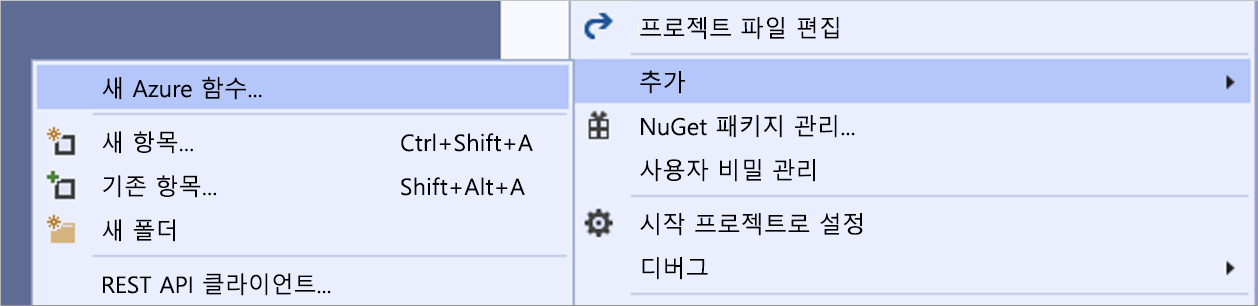 프로젝트 파일 편집
추가
NuGet 패키지 관리...
사용자 비밀 관리
시작 프로젝트로 설정
디버그
새 Azure 함수...
새 항목... Ctrl+Shift+A
기존 항목... Shift+Alt+A
새 폴더
REST API 클라이언트...